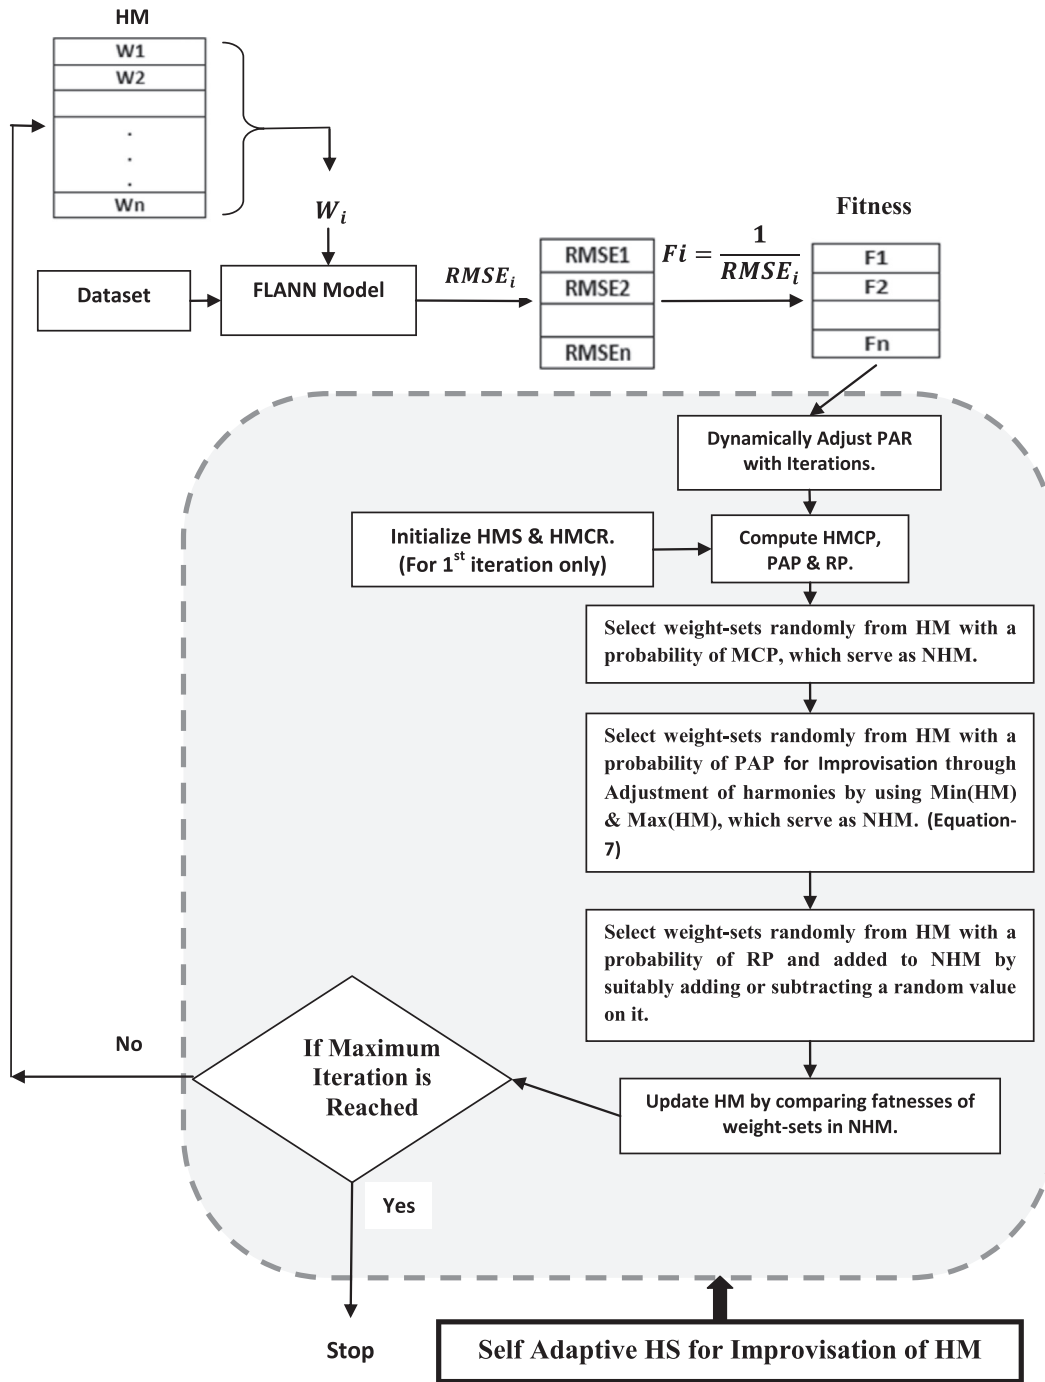 HM
W1
W2
.
.
.
Wn
W_i
Fitness
Dataset
FLANN Model
RMSE_i
RMSE1
RMSE2
RMSEn
Fi = 1 / RMSE_i
F1
F2
Fn
Dynamically Adjust PAR
with Iterations.
Initialize HMS & HMCR.
(For 1st iteration only)
Compute HMCP,
PAP & RP.
Select weight-sets randomly from HM with a
probability of MCP, which serve as NHM.
Select weight-sets randomly from HM with a
probability of PAP for Improvisation through
Adjustment of harmonies by using Min(HM)
& Max(HM), which serve as NHM. (Equation-
7)
Select weight-sets randomly from HM with a
probability of RP and added to NHM by
suitably adding or subtracting a random value
on it.
Update HM by comparing fatnesses of
weight-sets in NHM.
If Maximum
Iteration is
Reached
No
Yes
Stop
Self Adaptive HS for Improvisation of HM